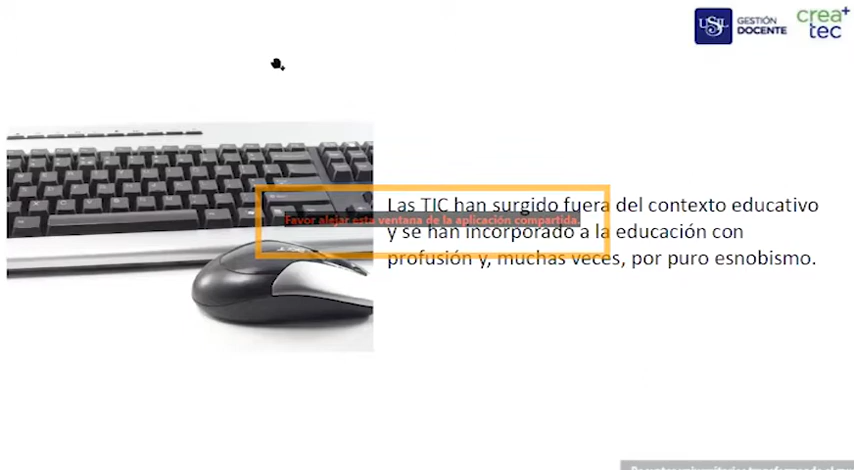 USIL GESTIÓN DOCENTE
crea+ tec
Las TIC han surgido fuera del contexto educativo
Favor alejar esta ventana de la aplicación compartida.
y se han incorporado a la educación con
profusión y, muchas veces, por puro esnobismo.